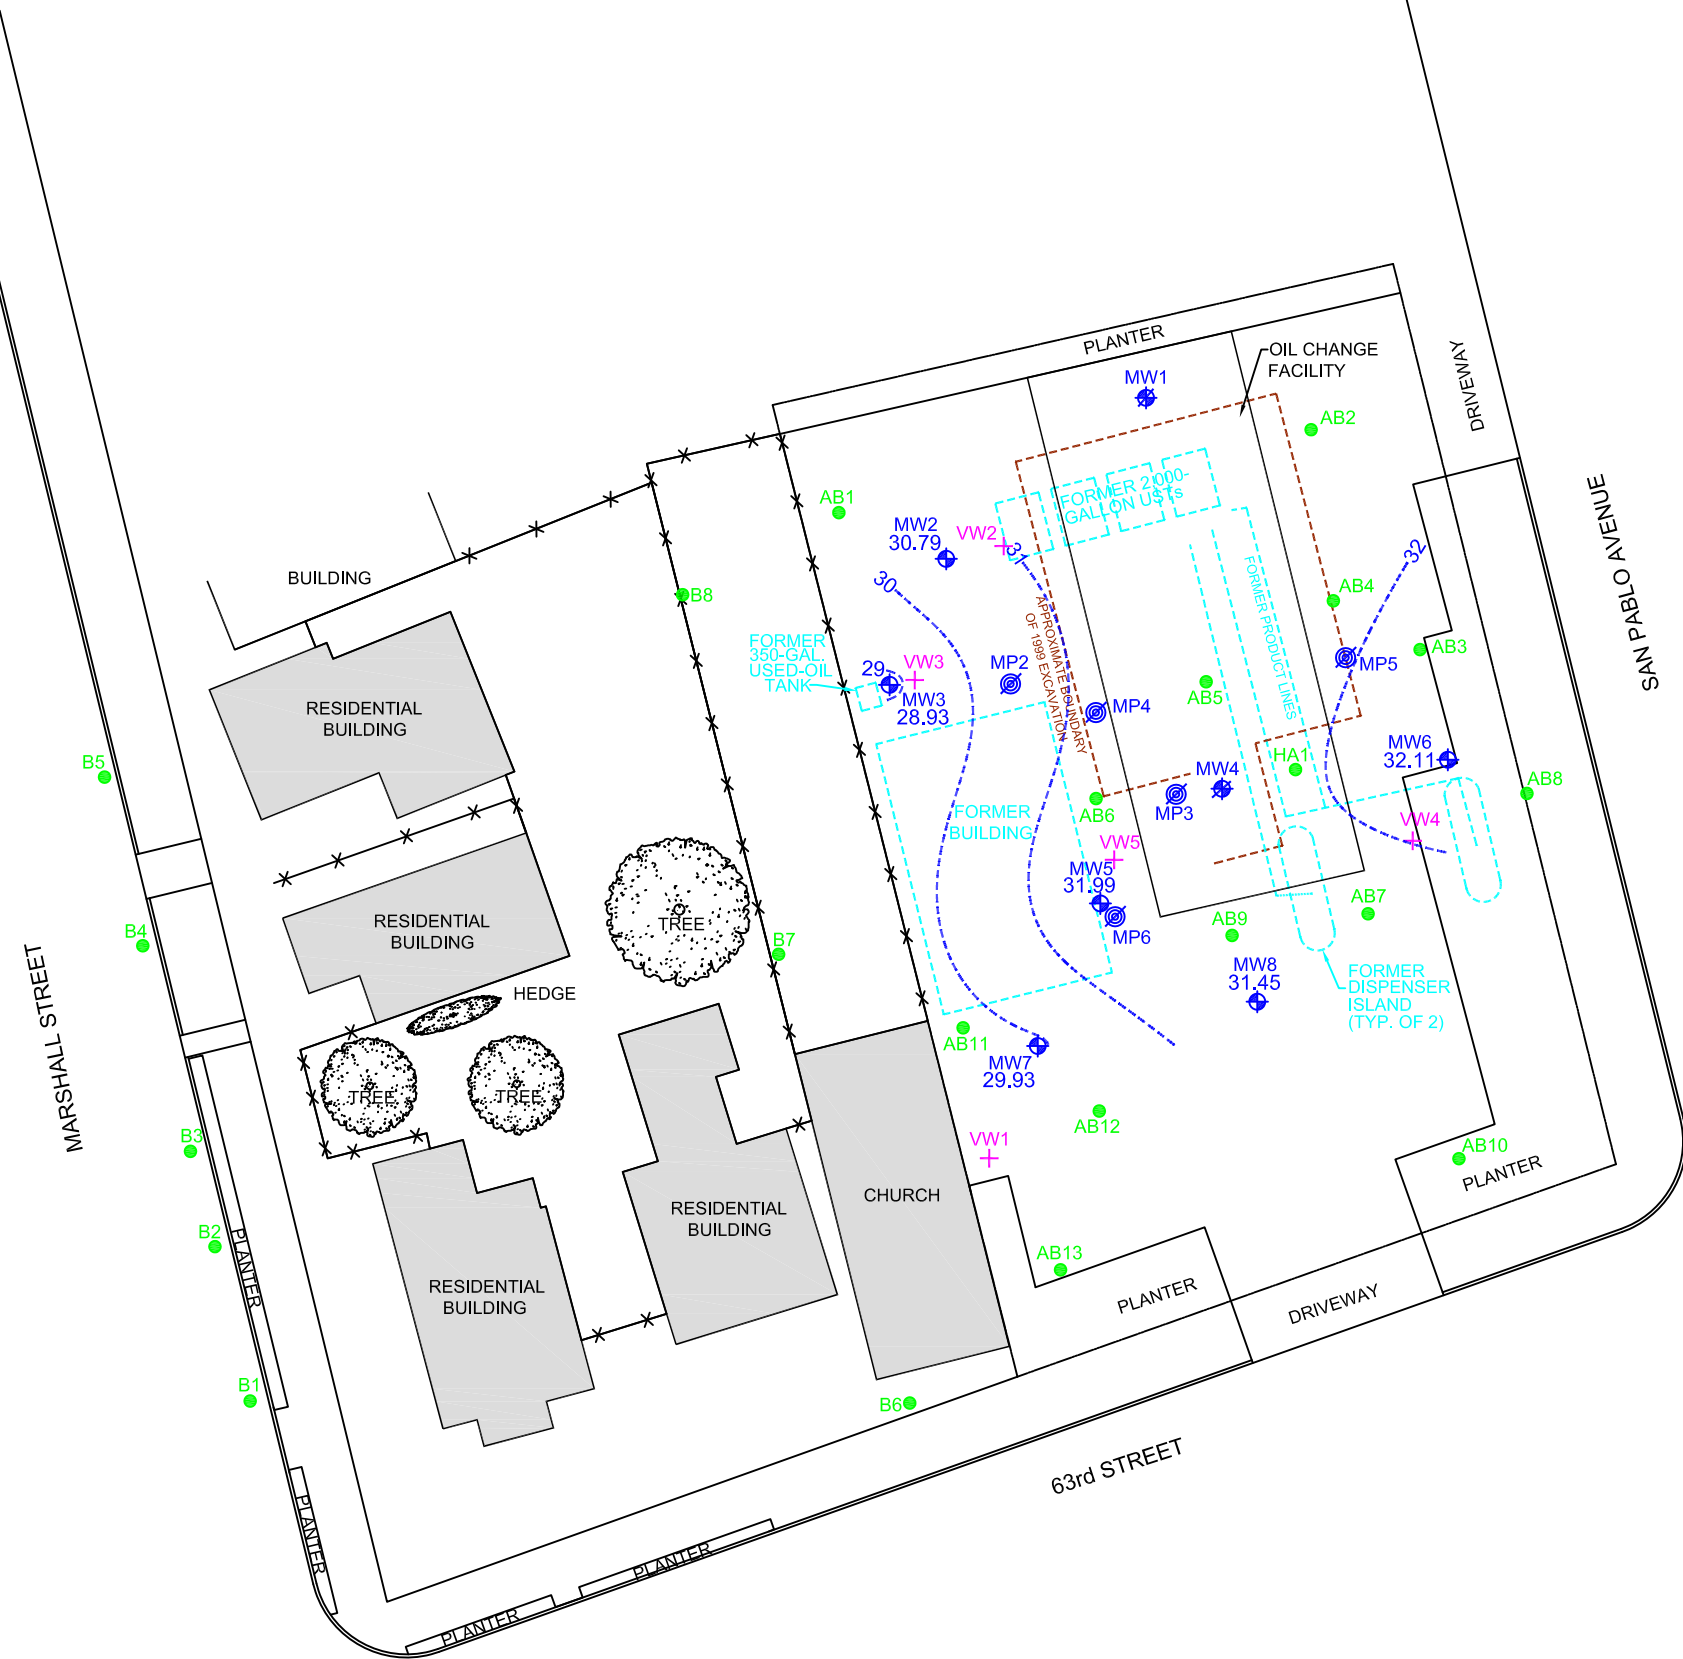 PLANTER
OIL CHANGE
FACILITY
DRIVEWAY
MW1
AB2
SAN PABLO AVENUE
AB1
FORMER 2,000-
GALLON USTs
MW2
30.79
VW2
31
32
30
BUILDING
B8
FORMER PRODUCT LINES
AB4
APPROXIMATE BOUNDARY
OF 1999 EXCAVATION
FORMER
350-GAL.
USED-OIL
TANK
29
VW3
MW3
28.93
MP2
MP4
AB5
MP5
AB3
RESIDENTIAL
BUILDING
B5
HA1
MW4
MP3
AB6
MW6
32.11
AB8
FORMER
BUILDING
VW5
VW4
MW5
31.99
MP6
AB7
AB9
RESIDENTIAL
BUILDING
TREE
B7
B4
MARSHALL STREET
HEDGE
MW8
31.45
FORMER
DISPENSER
ISLAND
(TYP. OF 2)
AB11
MW7
29.93
TREE
TREE
AB12
B3
VW1
AB10
PLANTER
CHURCH
RESIDENTIAL
BUILDING
B2
PLANTER
AB13
PLANTER
DRIVEWAY
RESIDENTIAL
BUILDING
B1
B6
63rd STREET
PLANTER
PLANTER
PLANTER